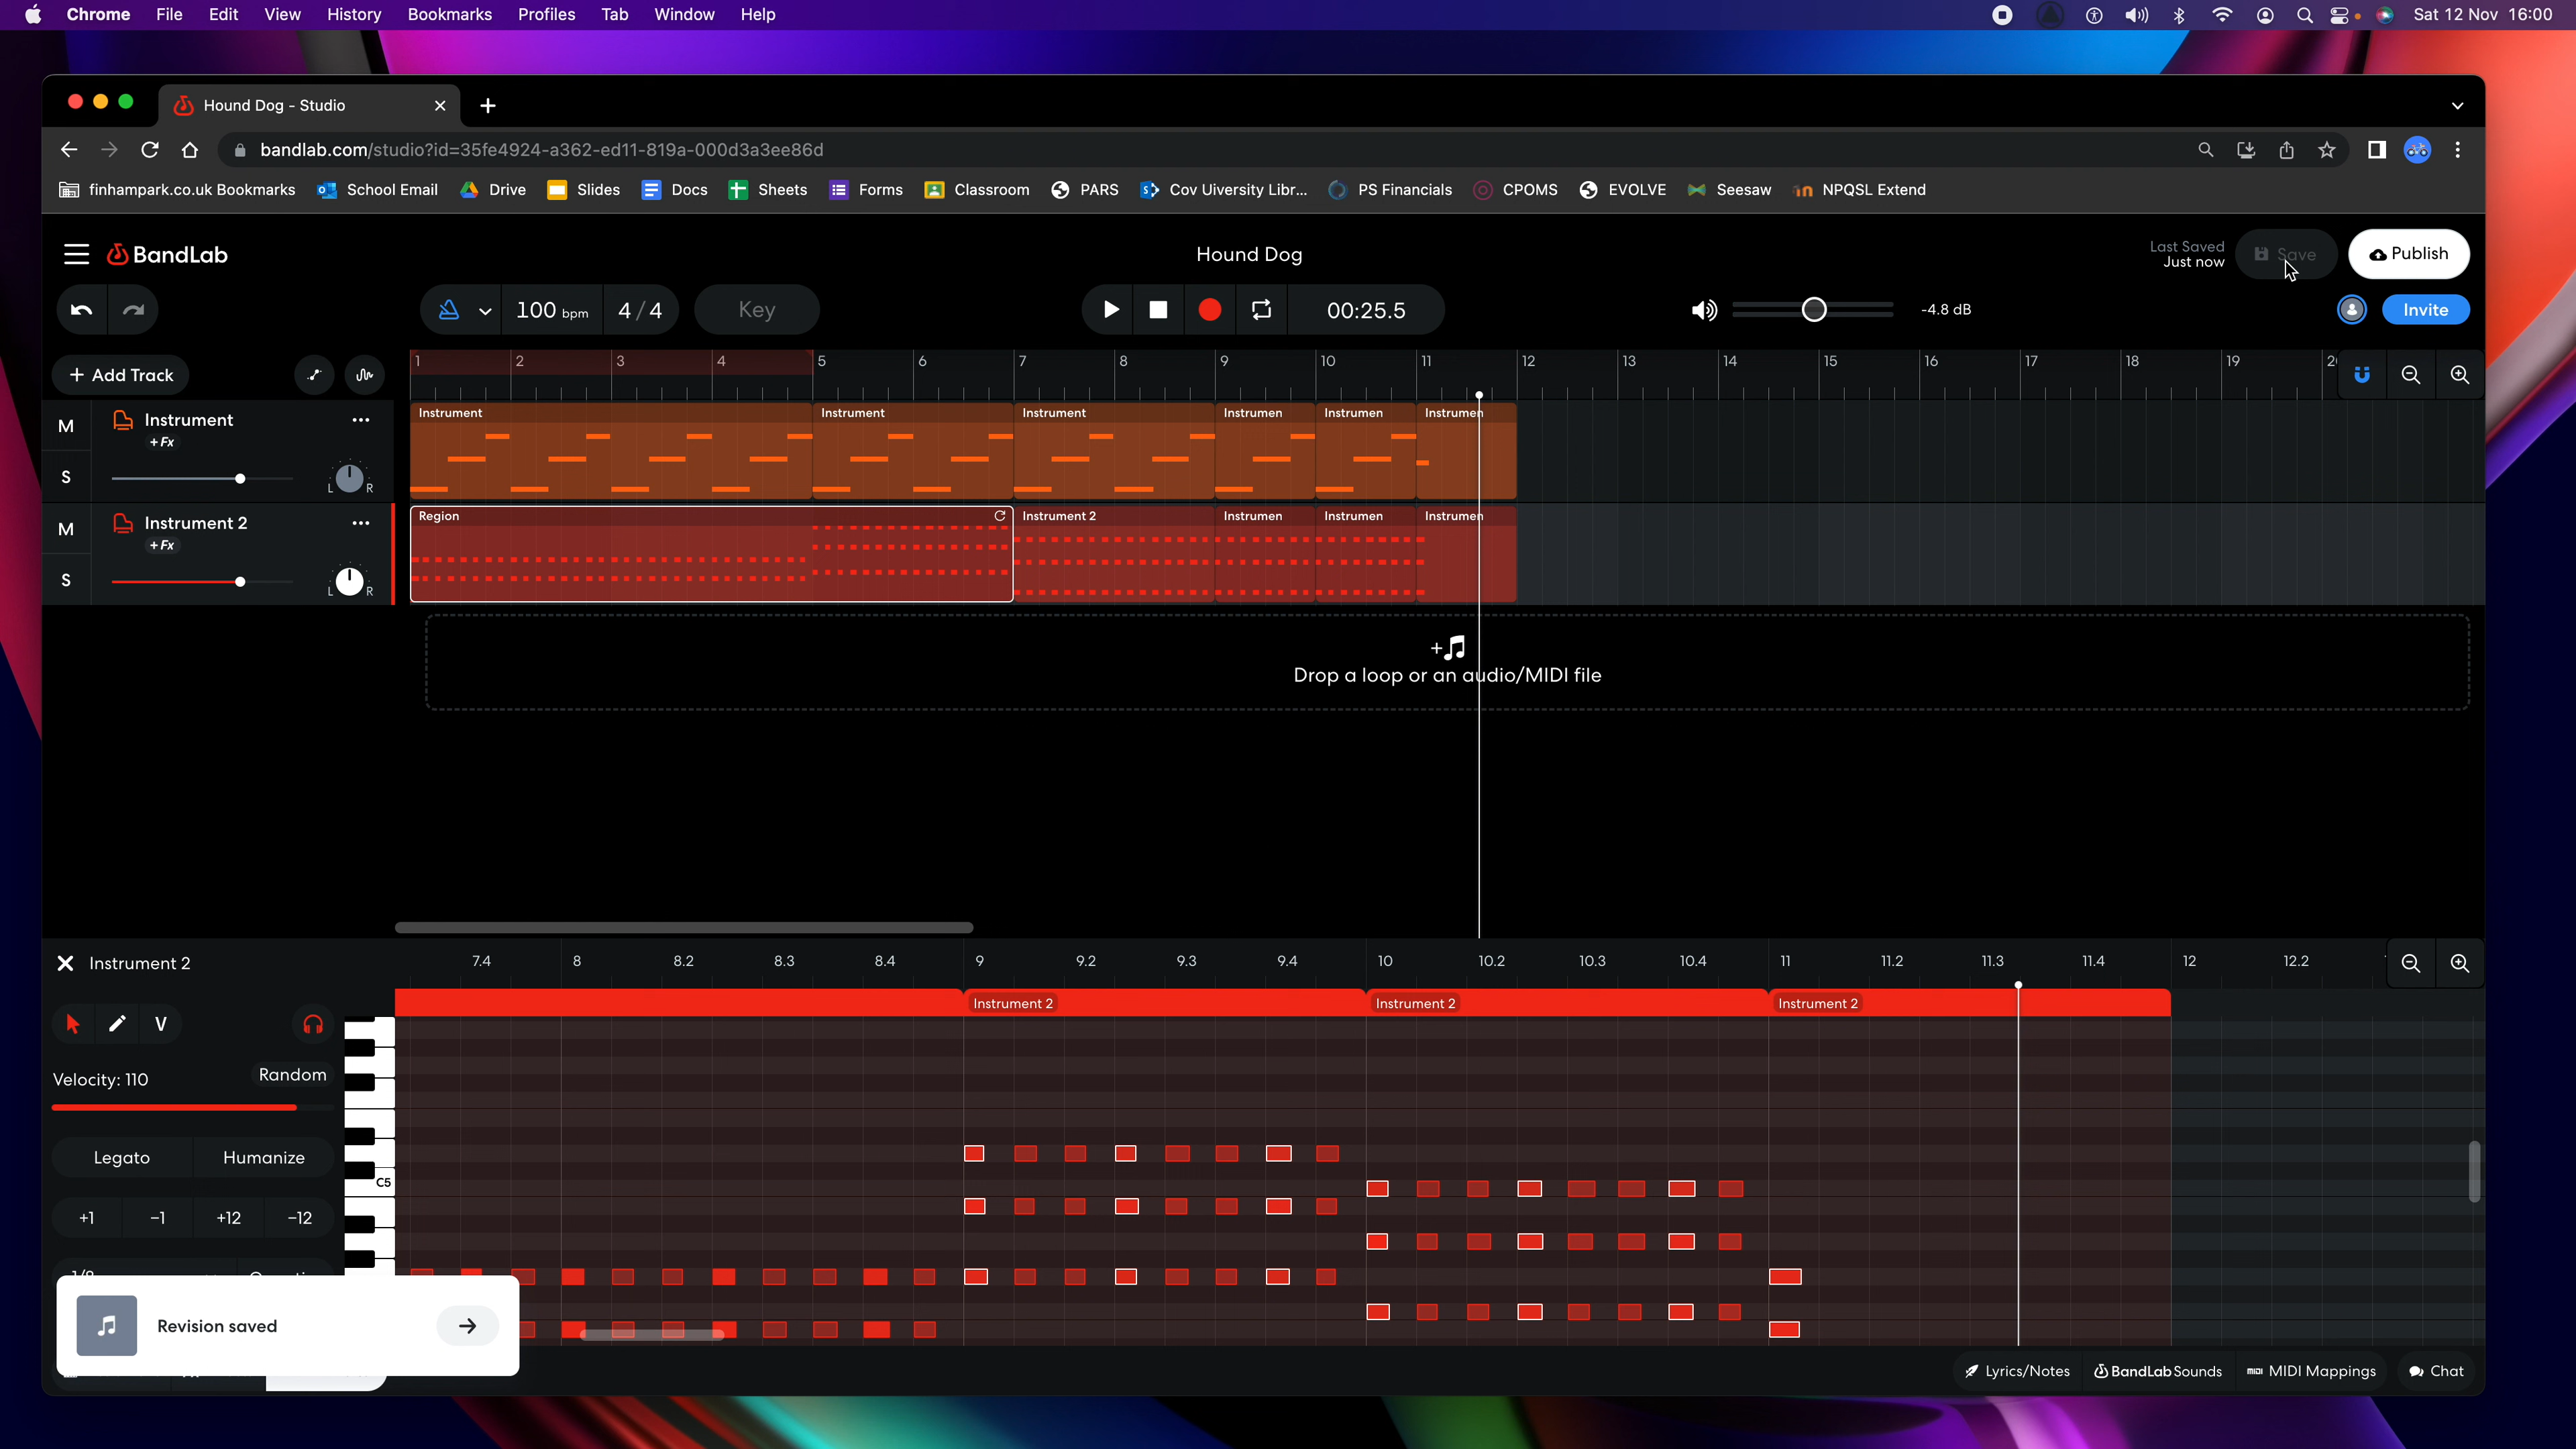 Chrome File Edit View History Bookmarks Profiles Tab Window Help Sat 12 Nov 16:00
Hound Dog - Studio
bandlab.com/studio?id=35fe4924-a362-ed11-819a-000d3a3ee86d
finhampark.co.uk Bookmarks School Email Drive Slides Docs Sheets Forms Classroom PARS Cov Uiversity Libr... PS Financials CPOMS EVOLVE Seesaw NPQSL Extend
BandLab Hound Dog Last Saved Just now Save Publish
100 bpm 4/4 Key 00:25.5 -4.8 dB Invite
+ Add Track 1 2 3 4 5 6 7 8 9 10 11 12 13 14 15 16 17 18 19
M Instrument Instrument Instrument Instrument Instrumen Instrumen Instrumen
+Fx
S L R
M Instrument 2 Region Instrument 2 Instrumen Instrumen Instrumen
+Fx
S L R
Drop a loop or an audio/MIDI file
Instrument 2 7.4 8 8.2 8.3 8.4 9 9.2 9.3 9.4 10 10.2 10.3 10.4 11 11.2 11.3 11.4 12 12.2
Instrument 2 Instrument 2 Instrument 2
V
Velocity: 110 Random
Legato Humanize
C5
+1 -1 +12 -12
Revision saved
Lyrics/Notes BandLab Sounds MIDI MIDI Mappings Chat